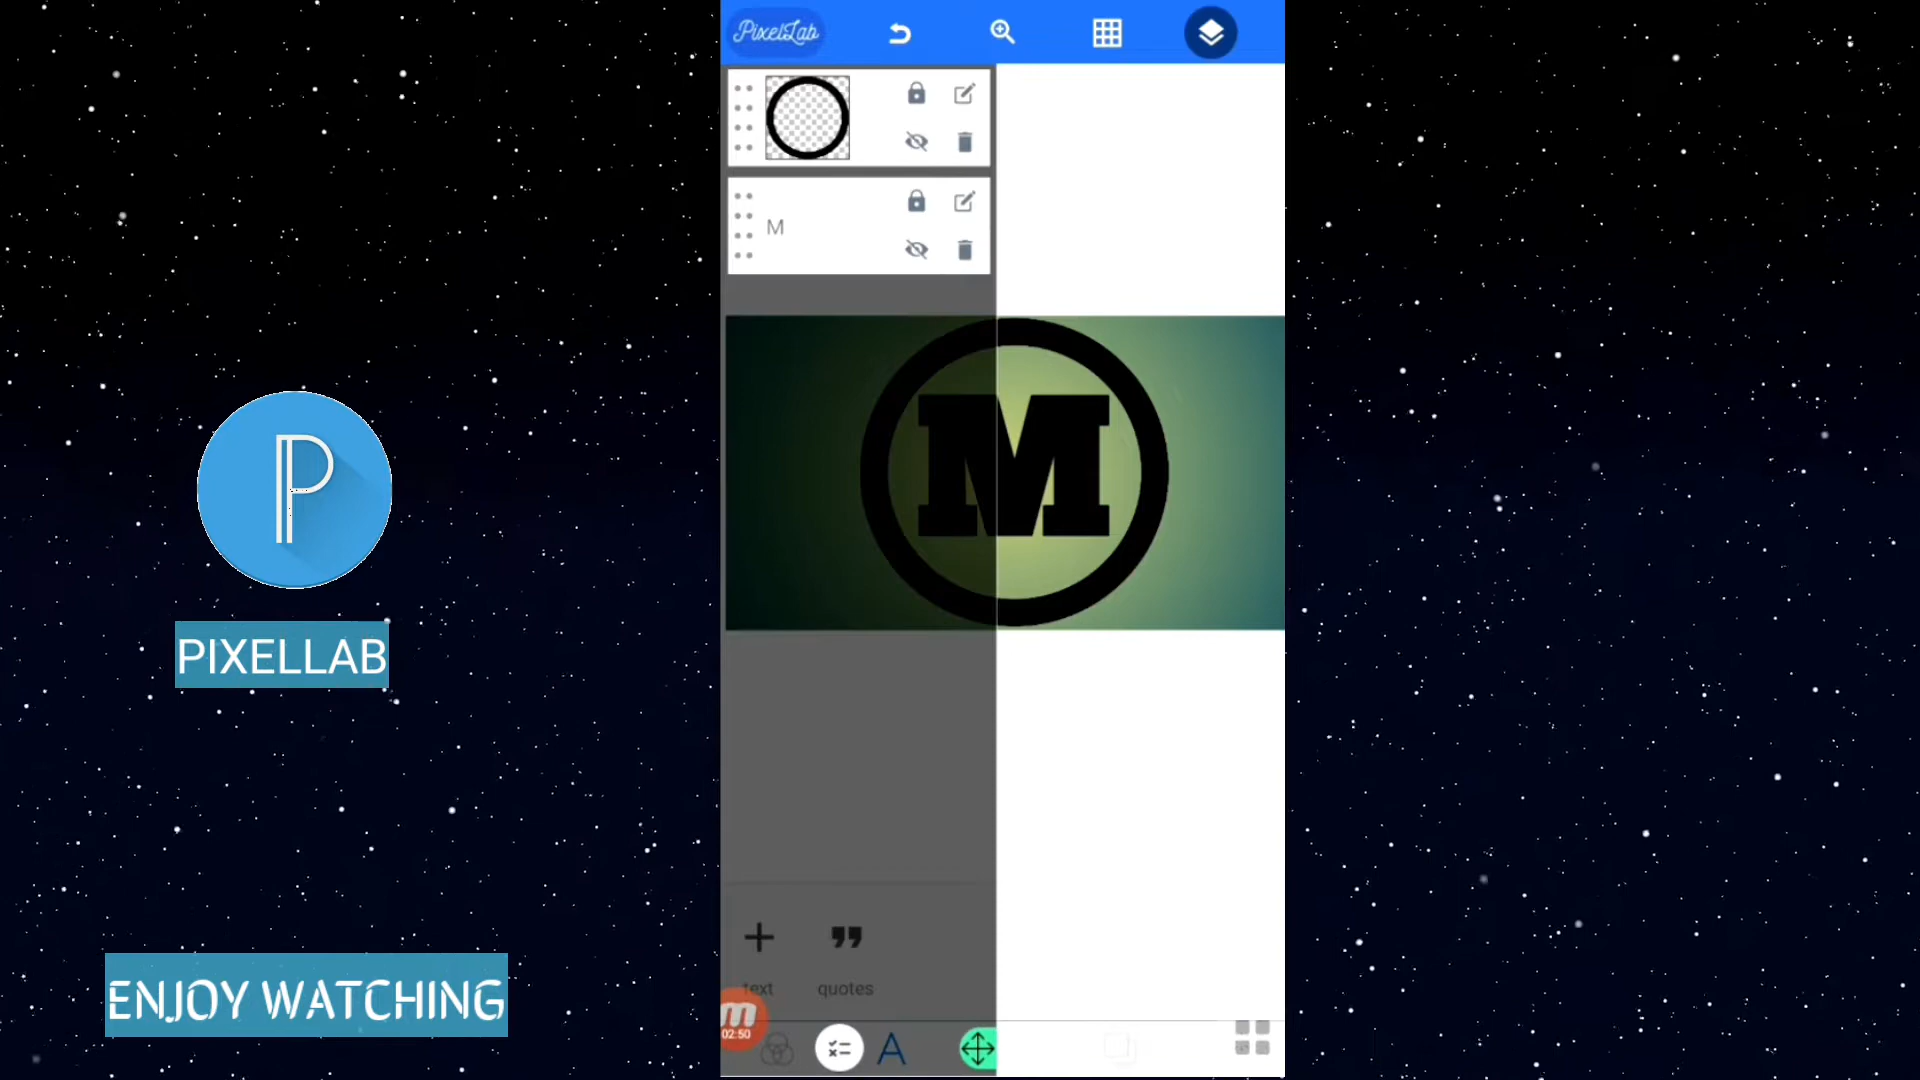 PixelLab
M
M
P
PIXELLAB
text
quotes
ENJOY WATCHING
m
02:50
A